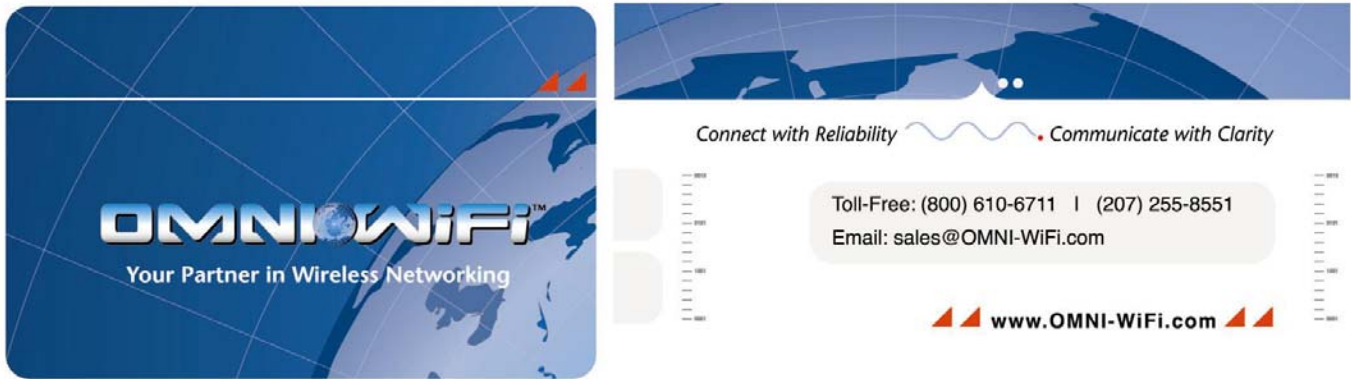 OMNI WiFi™
Your Partner in Wireless Networking
Connect with Reliability Communicate with Clarity
Toll-Free: (800) 610-6711 | (207) 255-8551
Email: sales@OMNI-WiFi.com
www.OMNI-WiFi.com